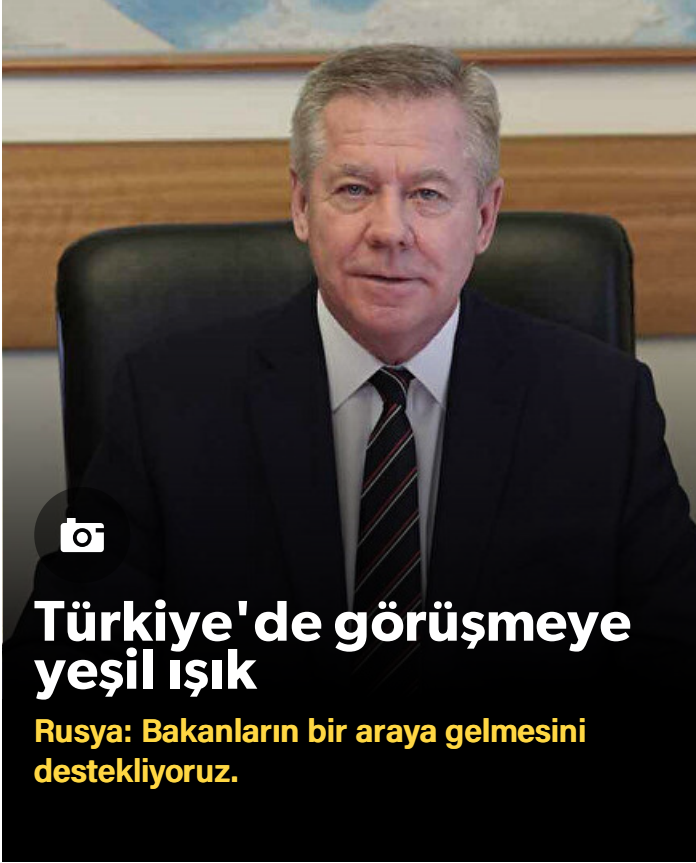 Türkiye'de görüşmeye
yeşil ışık
Rusya: Bakanların bir araya gelmesini
destekliyoruz.